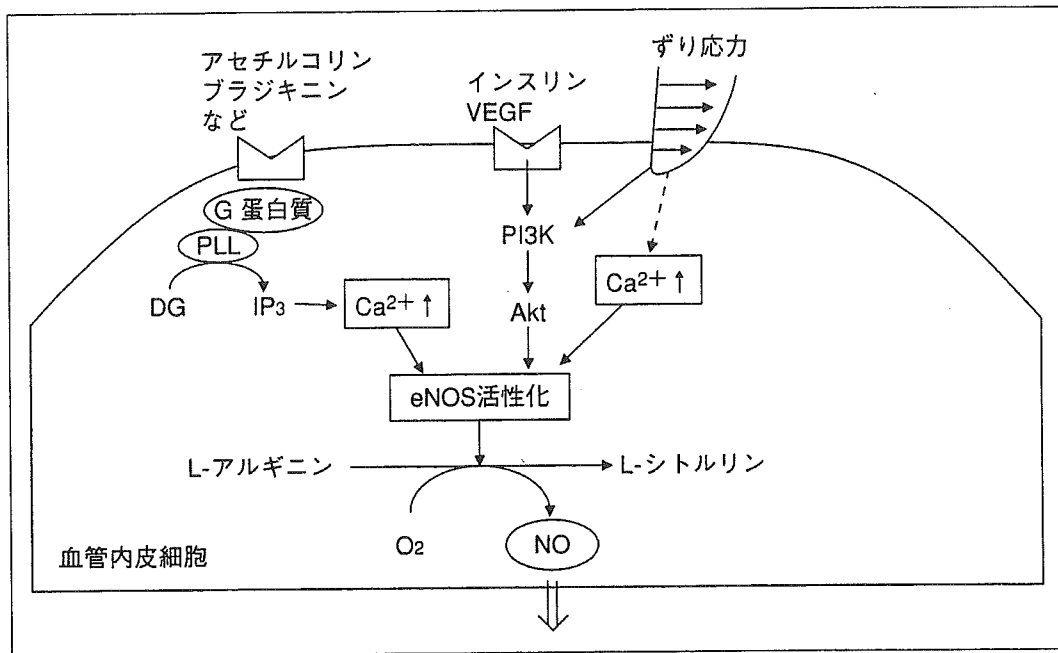 ずり応力
アセチルコリン
ブラジキニン
など
インスリン
VEGF
G 蛋白質
PLL
DG
IP₃
Ca²⁺ ↑
PI3K
Akt
Ca²⁺ ↑
eNOS活性化
L-アルギニン
L-シトルリン
O₂
NO
血管内皮細胞